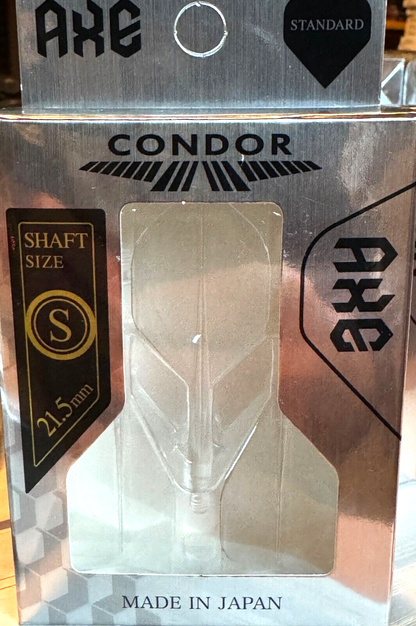 AXE
STANDARD
CONDOR
SHAFT
SIZE
S
21.5mm
AXE
MADE IN JAPAN